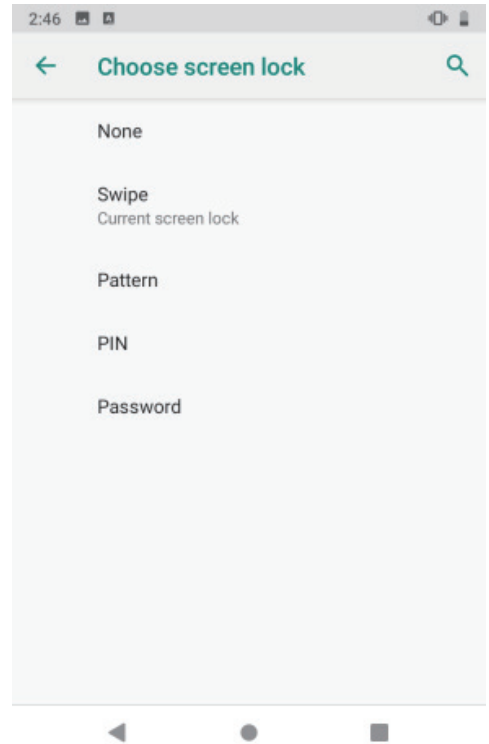 2:46
Choose screen lock
None
Swipe
Current screen lock
Pattern
PIN
Password